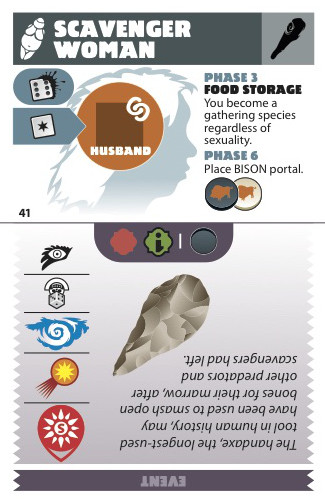 SCAVENGER
WOMAN
PHASE 3
FOOD STORAGE
You become a
gathering species
regardless of
sexuality.
PHASE 6
Place BISON portal.
HUSBAND
41
The handaxe, the longest-used
tool in human history, may
have been used to smash open
bones for their marrow, after
other predators and
scavengers had left.
EVENT